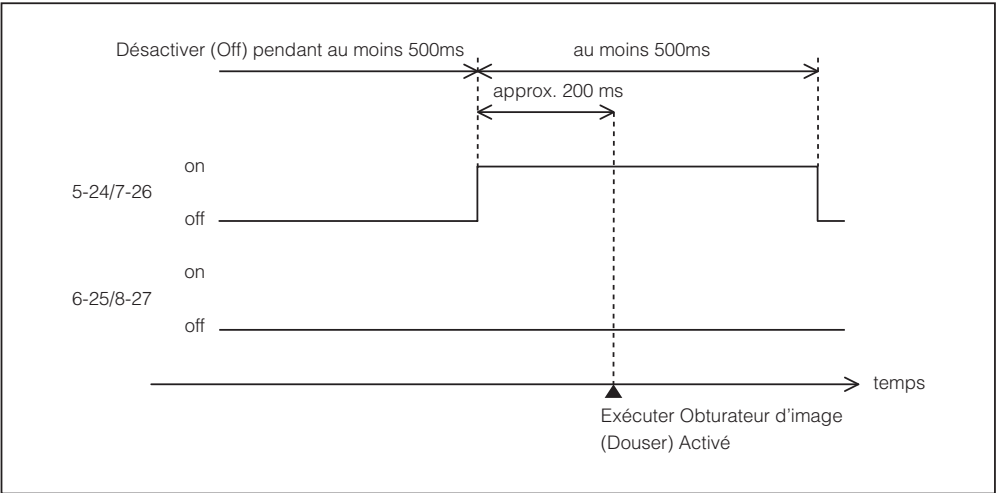 Désactiver (Off) pendant au moins 500ms
au moins 500ms
approx. 200 ms
on
5-24/7-26
off
on
6-25/8-27
off
temps
Exécuter Obturateur d'image
(Douser) Activé